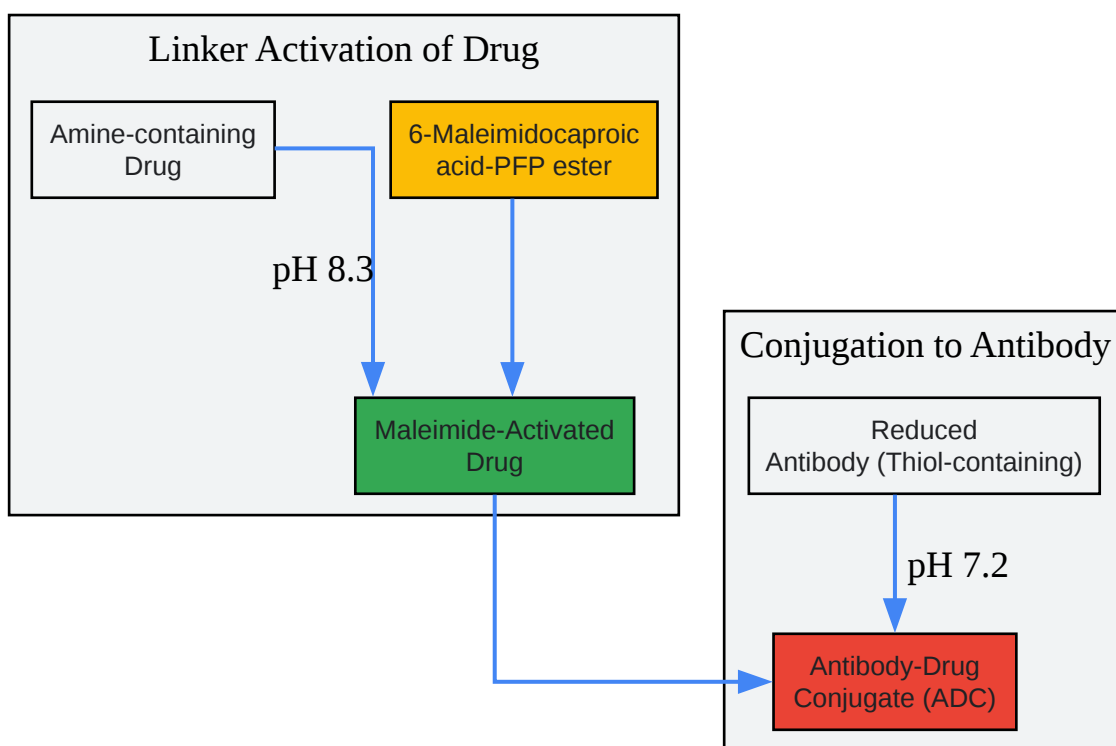 Linker Activation of Drug
Amine-containing
Drug
6-Maleimidocaproic
acid-PFP ester
pH 8.3
Maleimide-Activated
Drug
Conjugation to Antibody
Reduced
Antibody (Thiol-containing)
pH 7.2
Antibody-Drug
Conjugate (ADC)